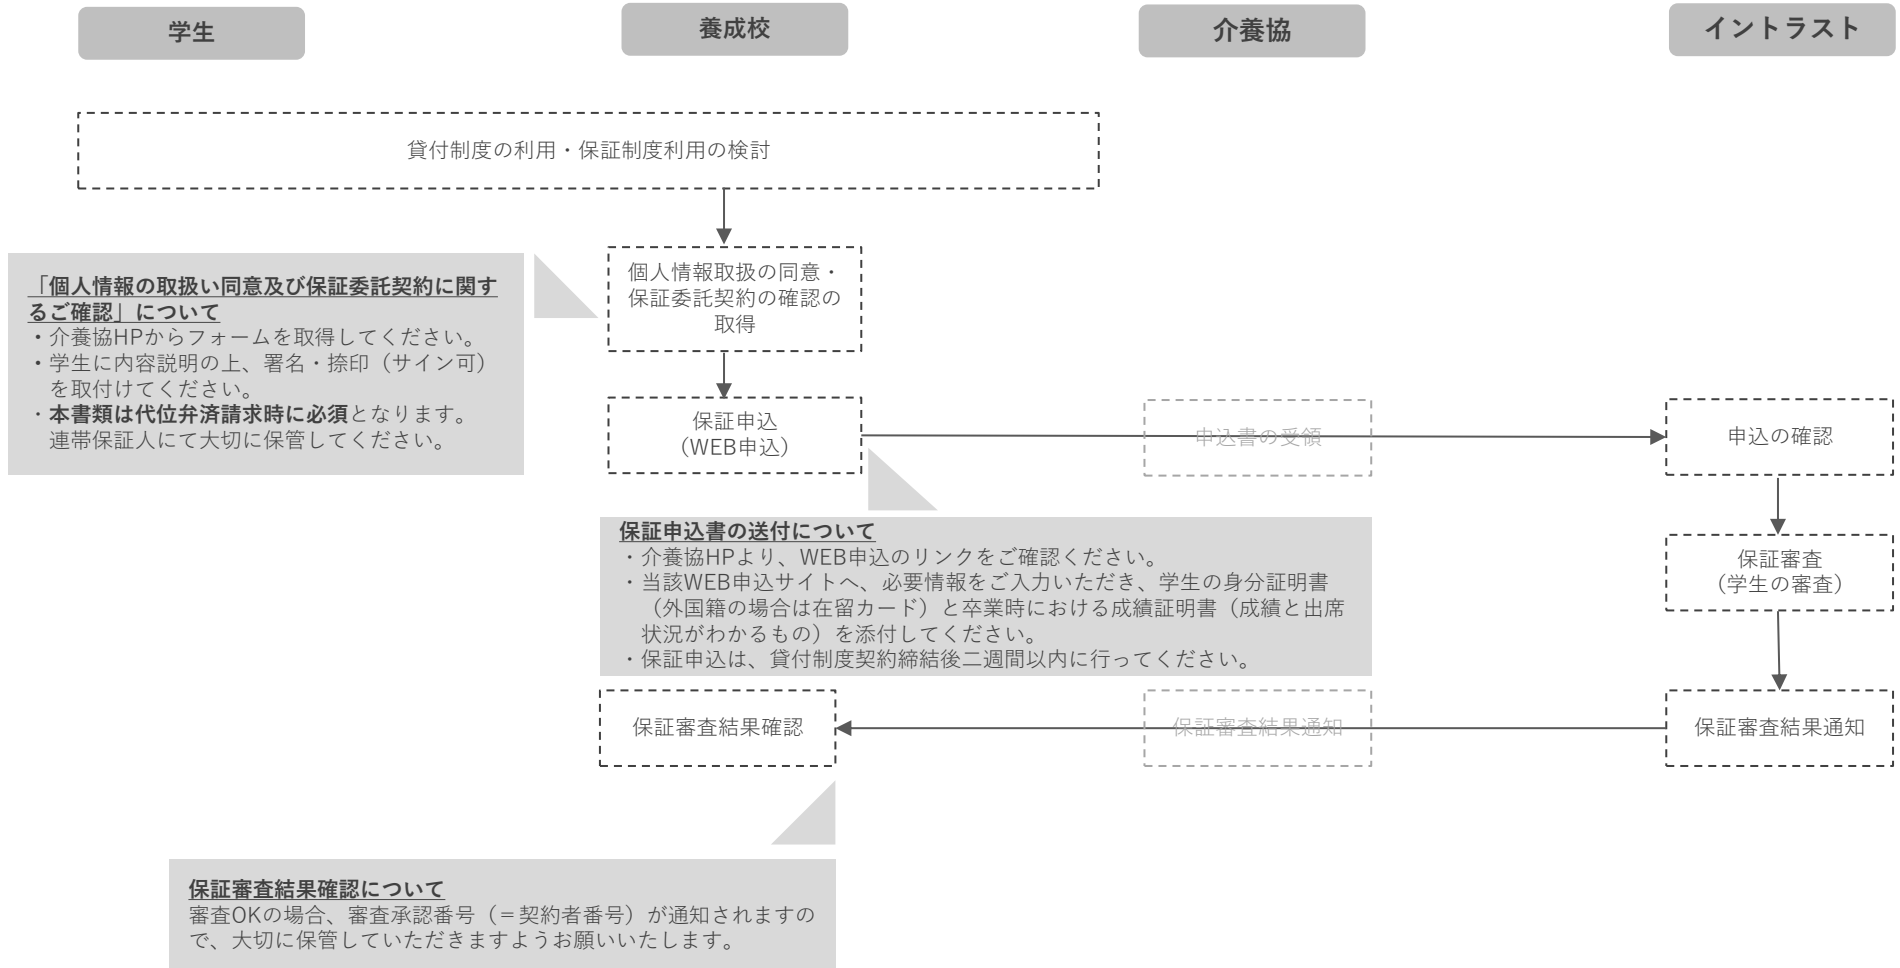 学生
養成校
介養協
イントラスト
貸付制度の利用・保証制度利用の検討
「個人情報の取扱い同意及び保証委託契約に関す
るご確認」について
・介養協HPからフォームを取得してください。
・学生に内容説明の上、署名・捺印（サイン可）
を取付けてください。
・本書類は代位弁済請求時に必須となります。
連帯保証人にて大切に保管してください。
個人情報取扱の同意・
保証委託契約の確認の
取得
保証申込
（WEB申込）
申込書の受領
申込の確認
保証申込書の送付について
・介養協HPより、WEB申込のリンクをご確認ください。
・当該WEB申込サイトへ、必要情報をご入力いただき、学生の身分証明書
（外国籍の場合は在留カード）と卒業時における成績証明書（成績と出席
状況がわかるもの）を添付してください。
・保証申込は、貸付制度契約締結後二週間以内に行ってください。
保証審査
（学生の審査）
保証審査結果確認
保証審査結果通知
保証審査結果通知
保証審査結果確認について
審査OKの場合、審査承認番号（＝契約者番号）が通知されますの
で、大切に保管していただきますようお願いいたします。